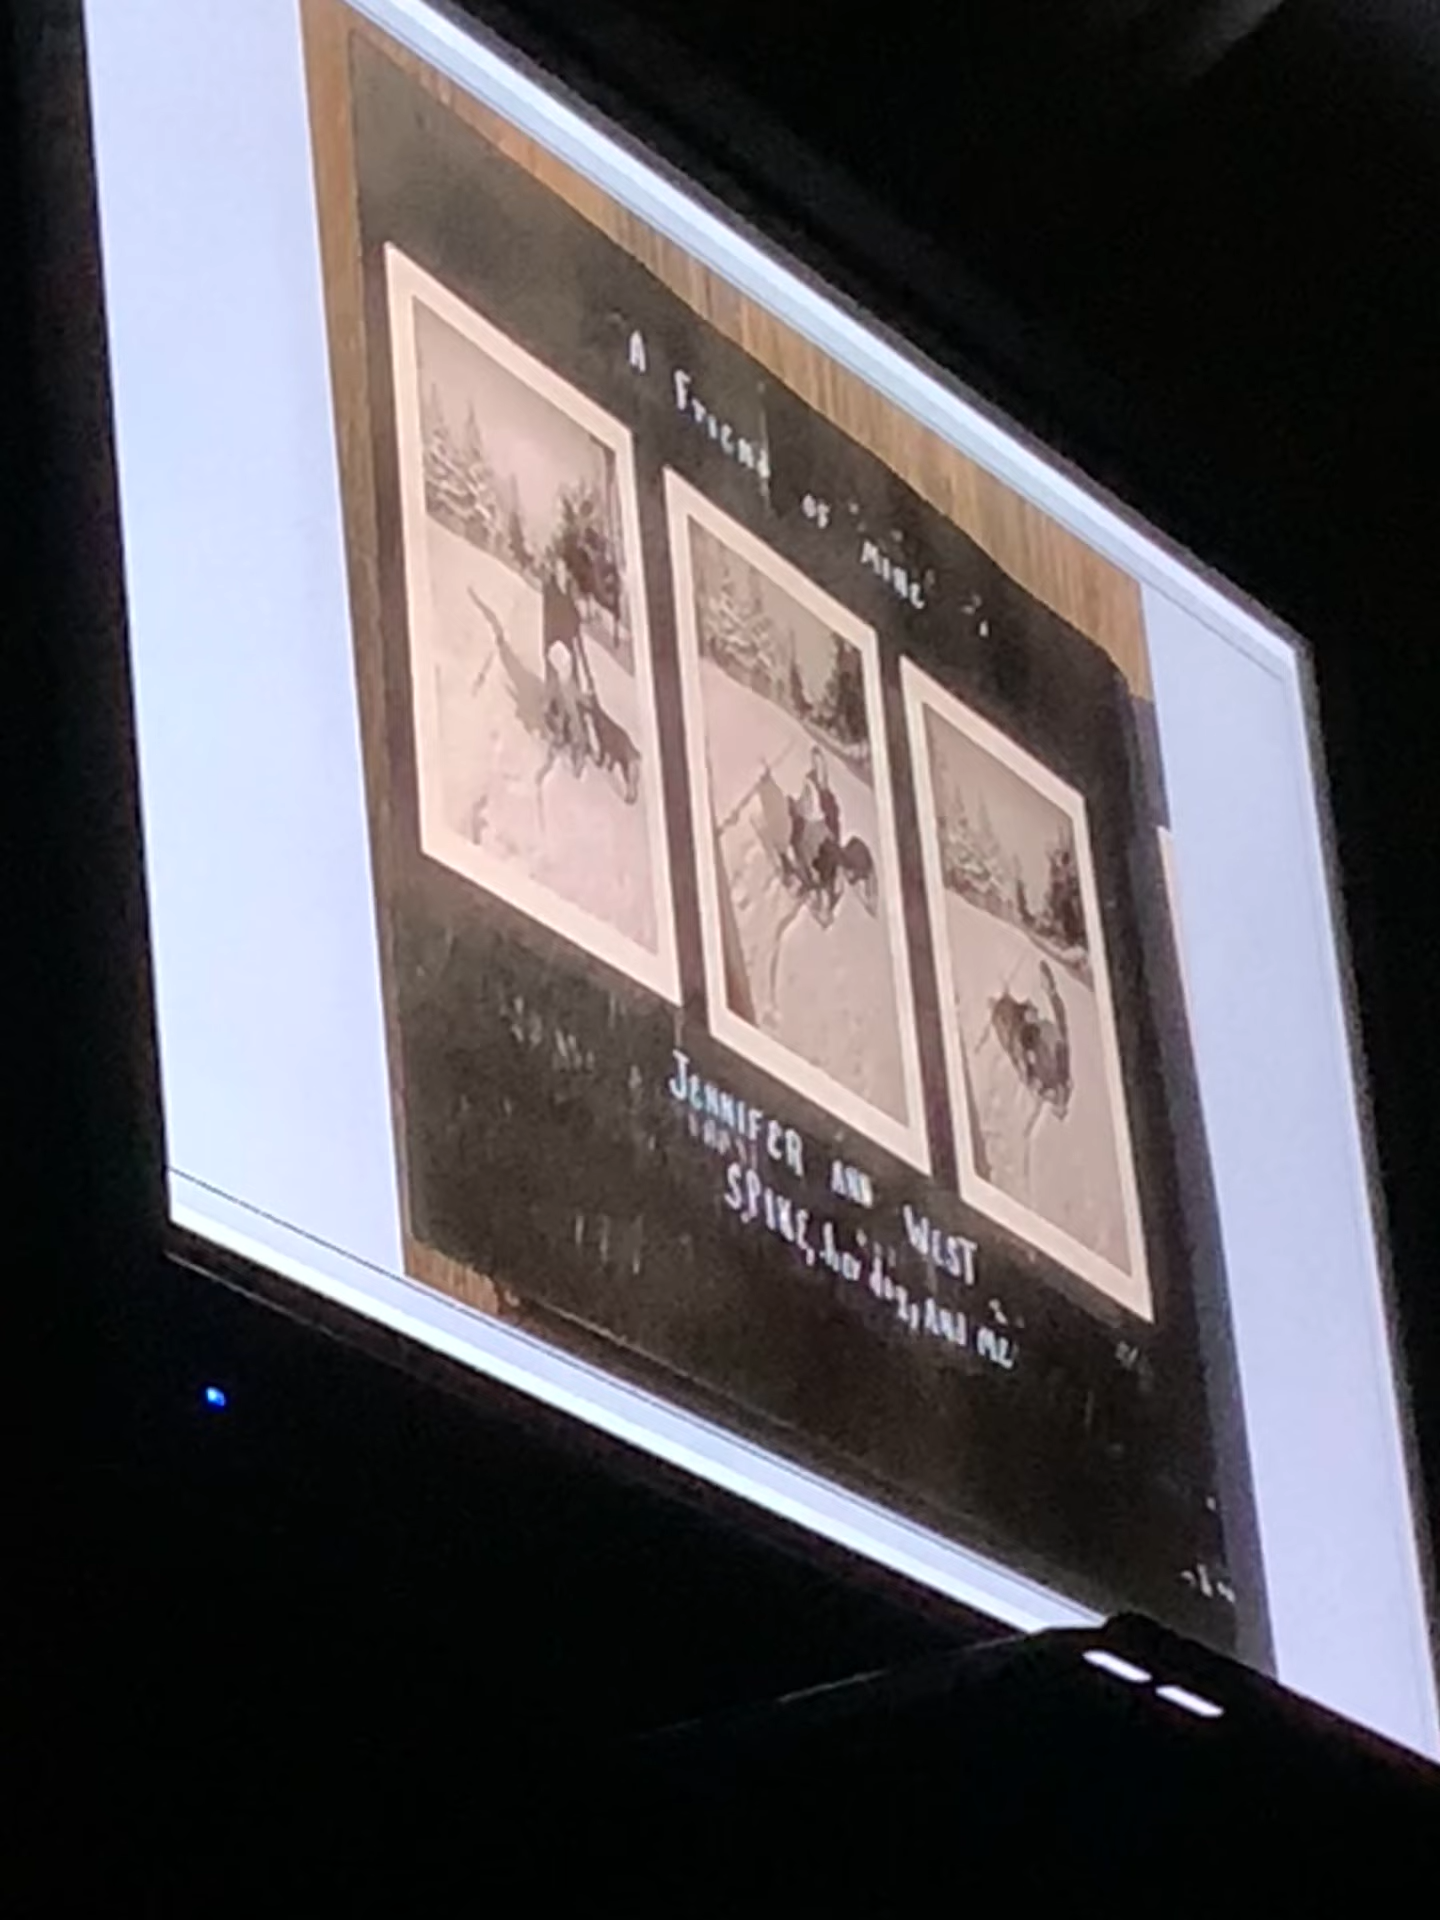 A Friend of Mine
JENNIFER AND WEST
SPIKE, her dog, AND ME